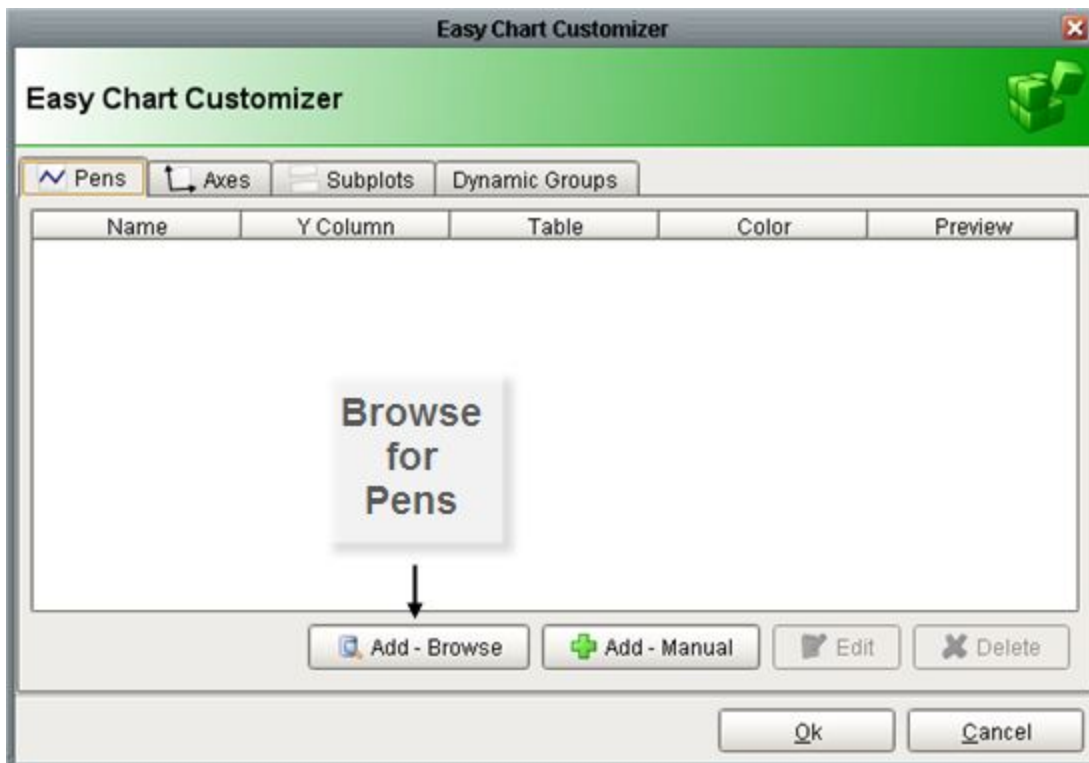 Easy Chart Customizer
Easy Chart Customizer
Pens Axes Subplots Dynamic Groups
Name Y Column Table Color Preview
Browse
for
Pens
Add - Browse Add - Manual Edit Delete
Ok Cancel